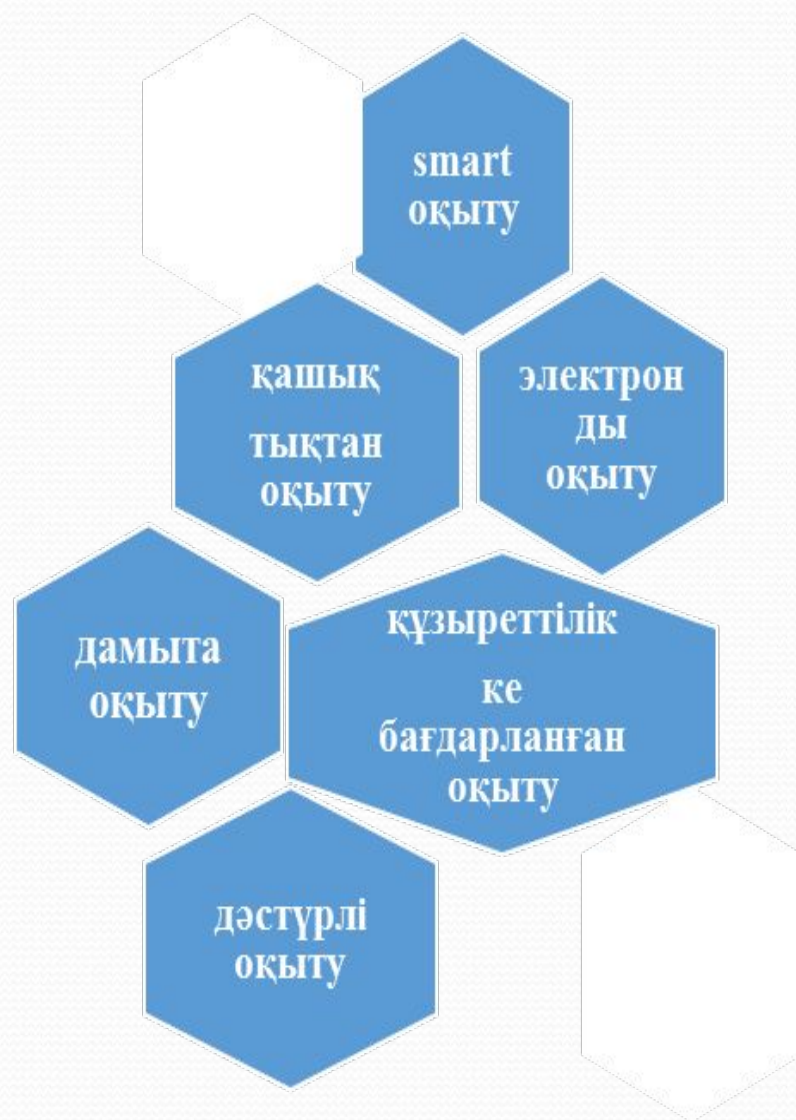 smart
оқыту
қашық
тықтан
оқыту
электрон
ды
оқыту
дамыта
оқыту
құзыреттілік
ке
бағдарланған
оқыту
дәстүрлі
оқыту